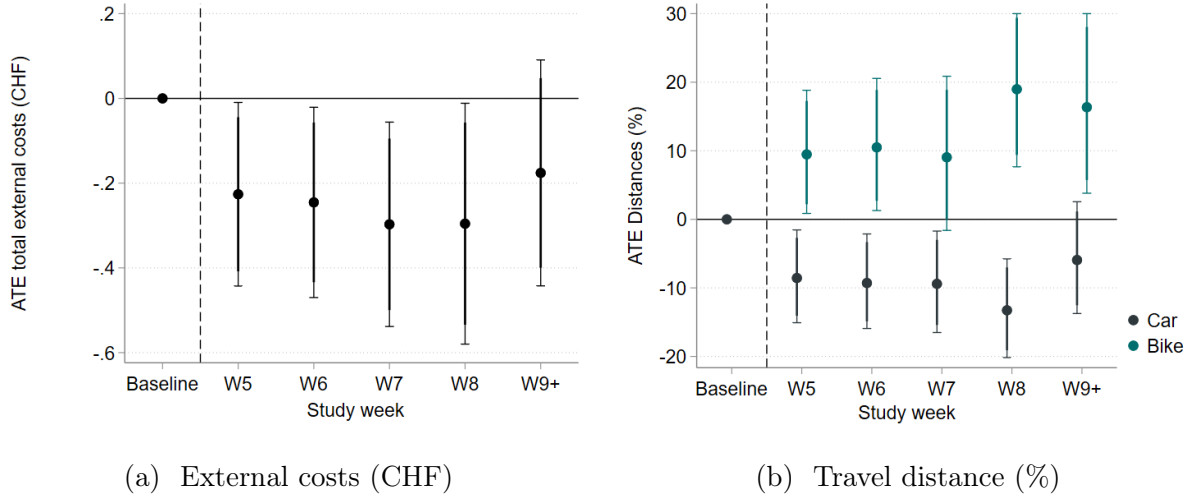 ATE total external costs (CHF)
.2
0
-.2
-.4
-.6
Baseline W5 W6 W7 W8 W9+
Study week
(a) External costs (CHF)
ATE Distances (%)
30
20
10
0
-10
-20
Baseline W5 W6 W7 W8 W9+
Study week
Car
Bike
(b) Travel distance (%)